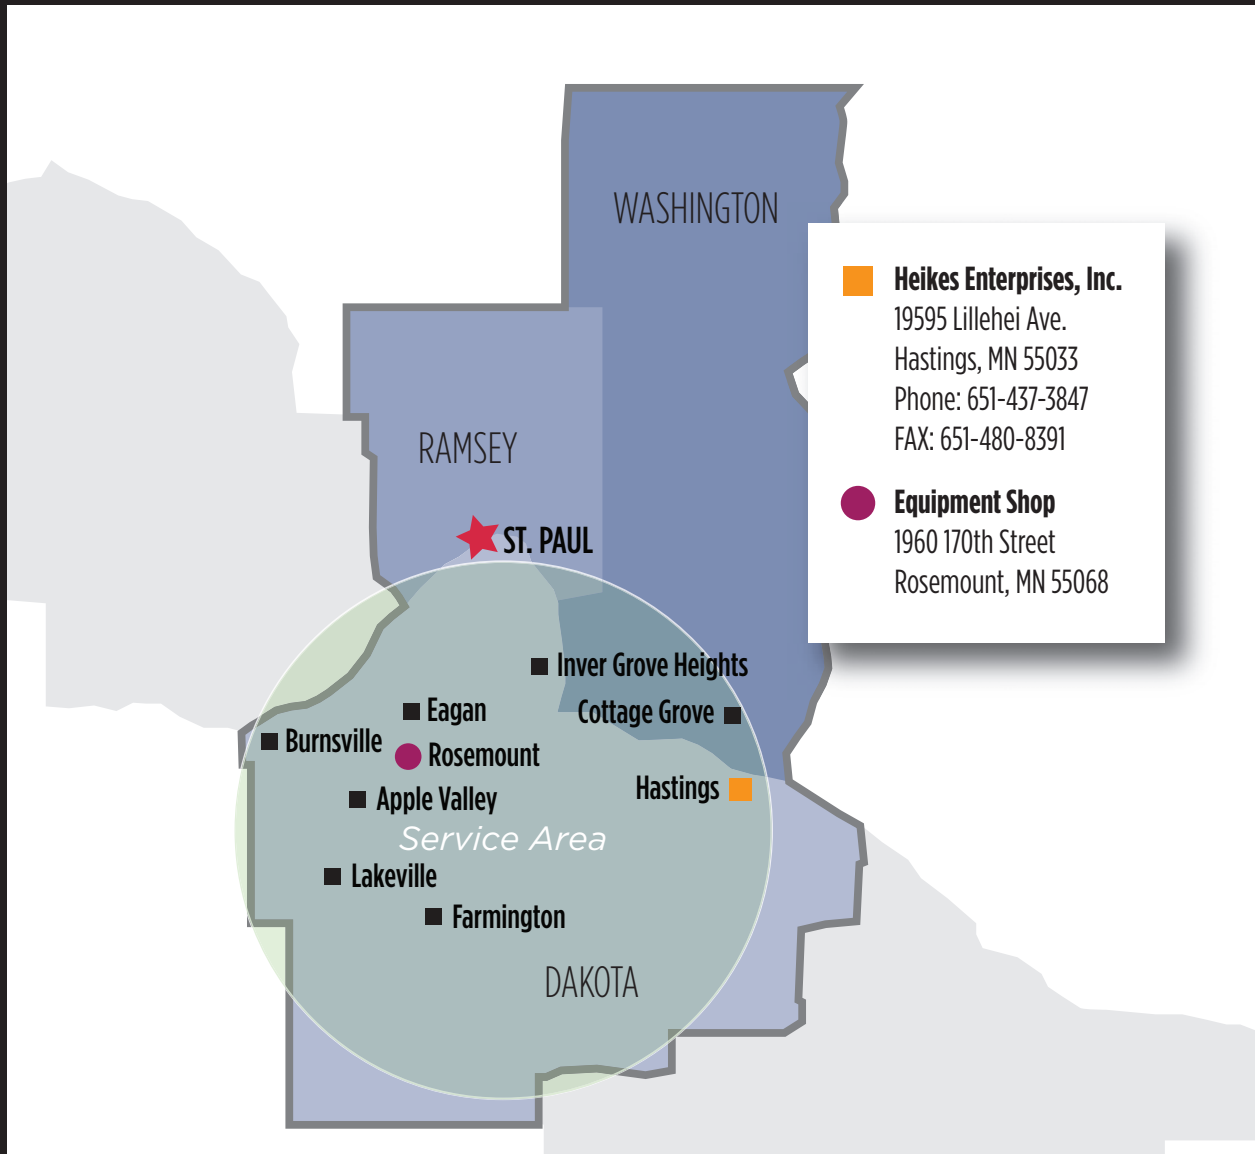 WASHINGTON
Heikes Enterprises, Inc.
19595 Lillehei Ave.
Hastings, MN 55033
Phone: 651-437-3847
FAX: 651-480-8391
Equipment Shop
1960 170th Street
Rosemount, MN 55068
RAMSEY
ST. PAUL
Inver Grove Heights
Eagan
Cottage Grove
Burnsville
Rosemount
Hastings
Apple Valley
Service Area
Lakeville
Farmington
DAKOTA